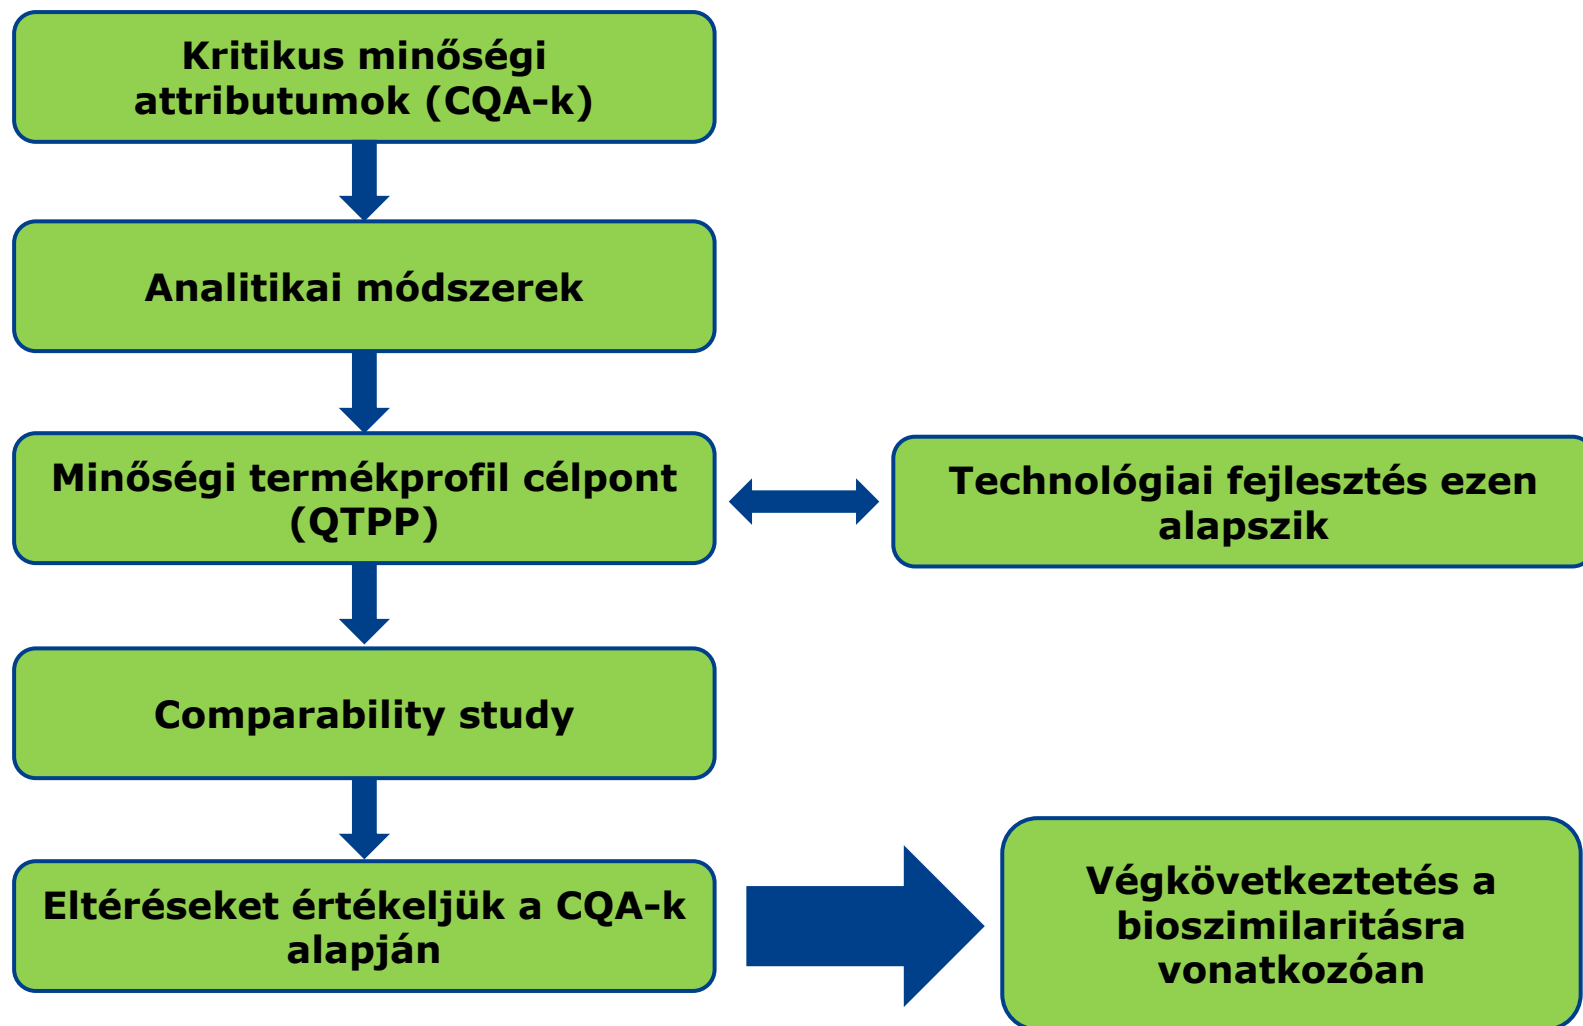 Kritikus minőségi
attributumok (CQA-k)
Analitikai módszerek
Minőségi termékprofil célpont
(QTPP)
Technológiai fejlesztés ezen
alapszik
Comparability study
Eltéréseket értékeljük a CQA-k
alapján
Végkövetkeztetés a
bioszimilaritásra
vonatkozóan